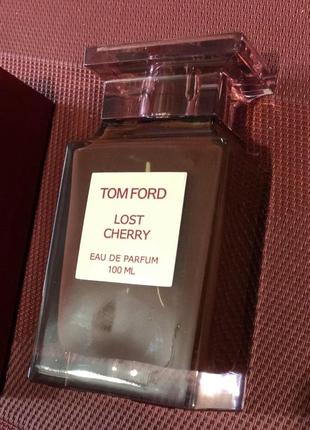 TOM FORD
LOST
CHERRY
EAU DE PARFUM
100 ML